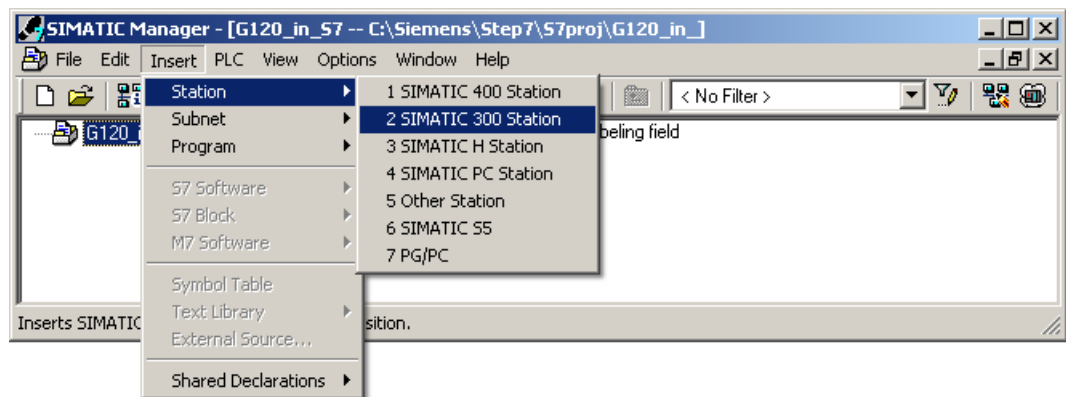 SIMATIC Manager - [G120_in_S7 -- C:\Siemens\Step7\S7proj\G120_in_]
File Edit Insert PLC View Options Window Help
Station
Subnet
Program
S7 Software
S7 Block
M7 Software
Symbol Table
Text Library
External Source...
Shared Declarations
1 SIMATIC 400 Station
2 SIMATIC 300 Station
3 SIMATIC H Station
4 SIMATIC PC Station
5 Other Station
6 SIMATIC S5
7 PG/PC
< No Filter >
G120_i
beling field
Inserts SIMATIC sition.